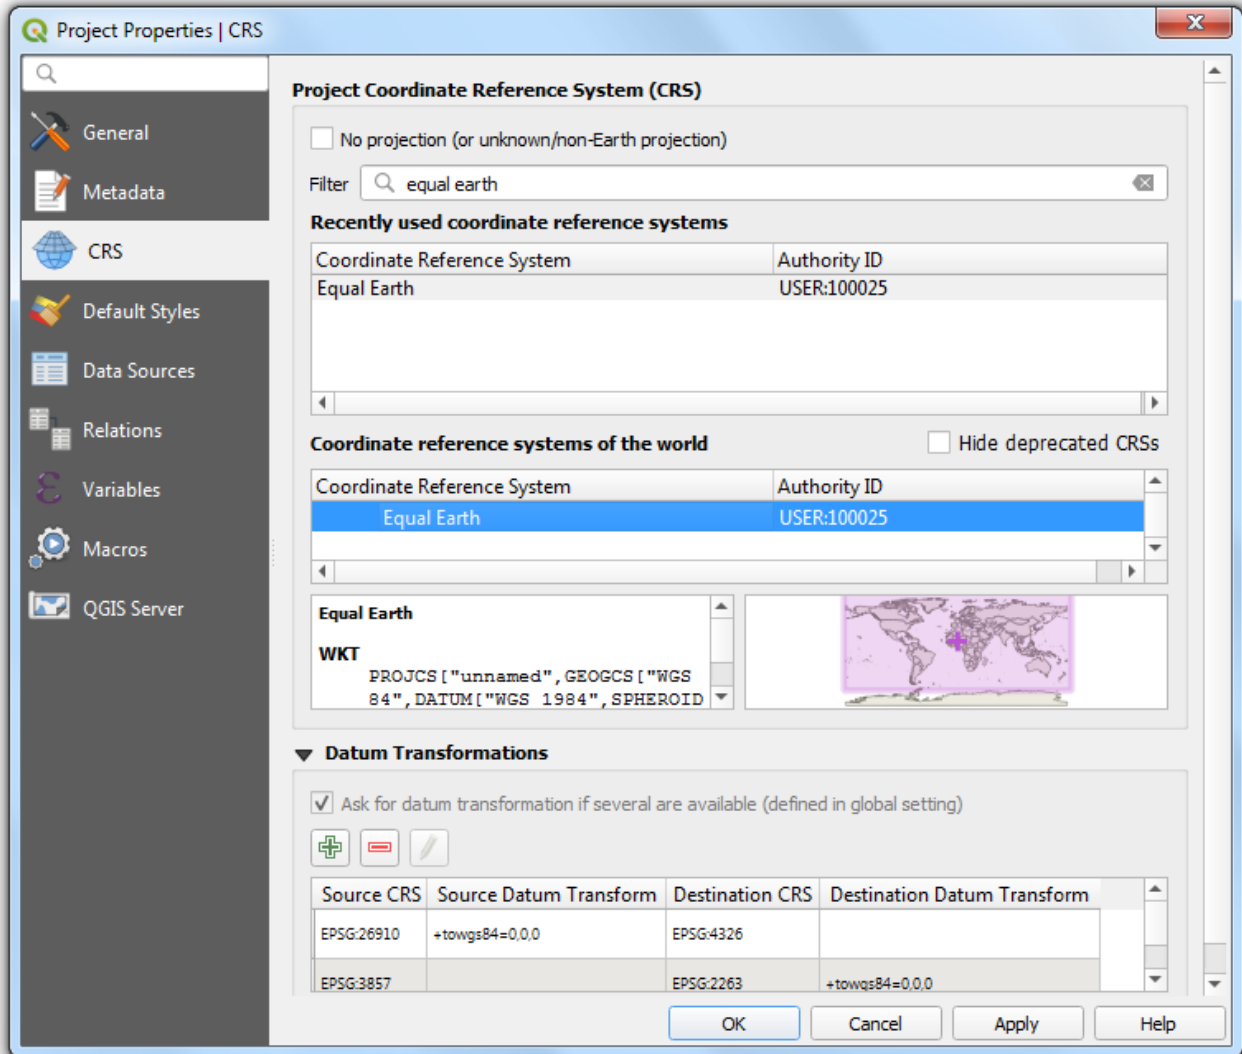 Project Properties | CRS
General
Metadata
CRS
Default Styles
Data Sources
Relations
Variables
Macros
QGIS Server
Project Coordinate Reference System (CRS)
No projection (or unknown/non-Earth projection)
Filter equal earth
Recently used coordinate reference systems
Coordinate Reference System Authority ID
Equal Earth USER:100025
Coordinate reference systems of the world Hide deprecated CRSs
Coordinate Reference System Authority ID
Equal Earth USER:100025
Equal Earth
WKT
PROJCS["unnamed",GEOGCS["WGS
84",DATUM["WGS 1984",SPHEROID
Datum Transformations
Ask for datum transformation if several are available (defined in global setting)
Source CRS Source Datum Transform Destination CRS Destination Datum Transform
EPSG:26910 +towgs84=0,0,0 EPSG:4326
EPSG:3857 EPSG:2263 +towgs84=0,0,0
OK Cancel Apply Help